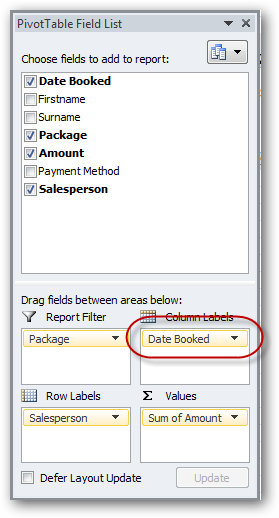 PivotTable Field List
Choose fields to add to report:
Date Booked
Firstname
Surname
Package
Amount
Payment Method
Salesperson
Drag fields between areas below:
Report Filter
Column Labels
Package
Date Booked
Row Labels
Σ Values
Salesperson
Sum of Amount
Defer Layout Update
Update